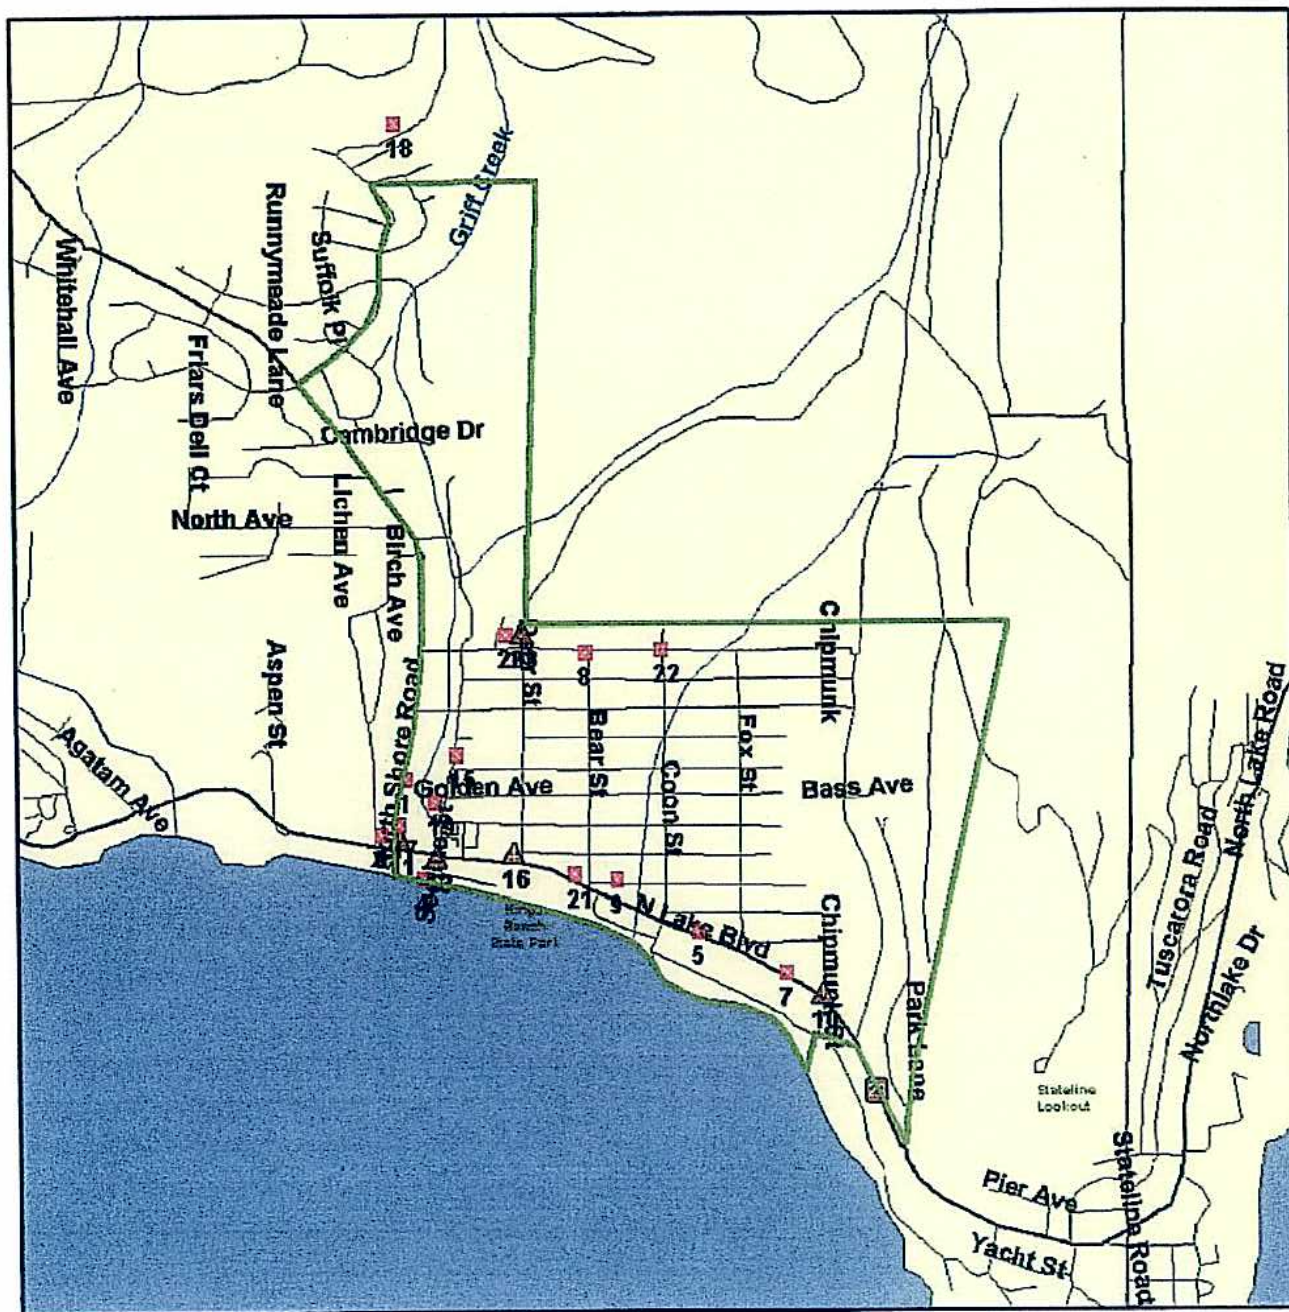 18
Griff Creek
Runnymeade Lane
Suffolk Pl
Whitehall Ave
Friars Dell Ct
Cambridge Dr
Lichen Ave
North Ave
Birch Ave
Chipmunk
8
22
Aspen St
Bear St
Fox St
Coon St
Golden Ave
Bass Ave
Agatam Ave
North Lake Road
Tuscarora Road
Northlake Dr
16
21
9
N Lake Blvd
5
7
Park Lane
State Park
Stateline
Lookout
Pier Ave
Stateline Road
Yacht St